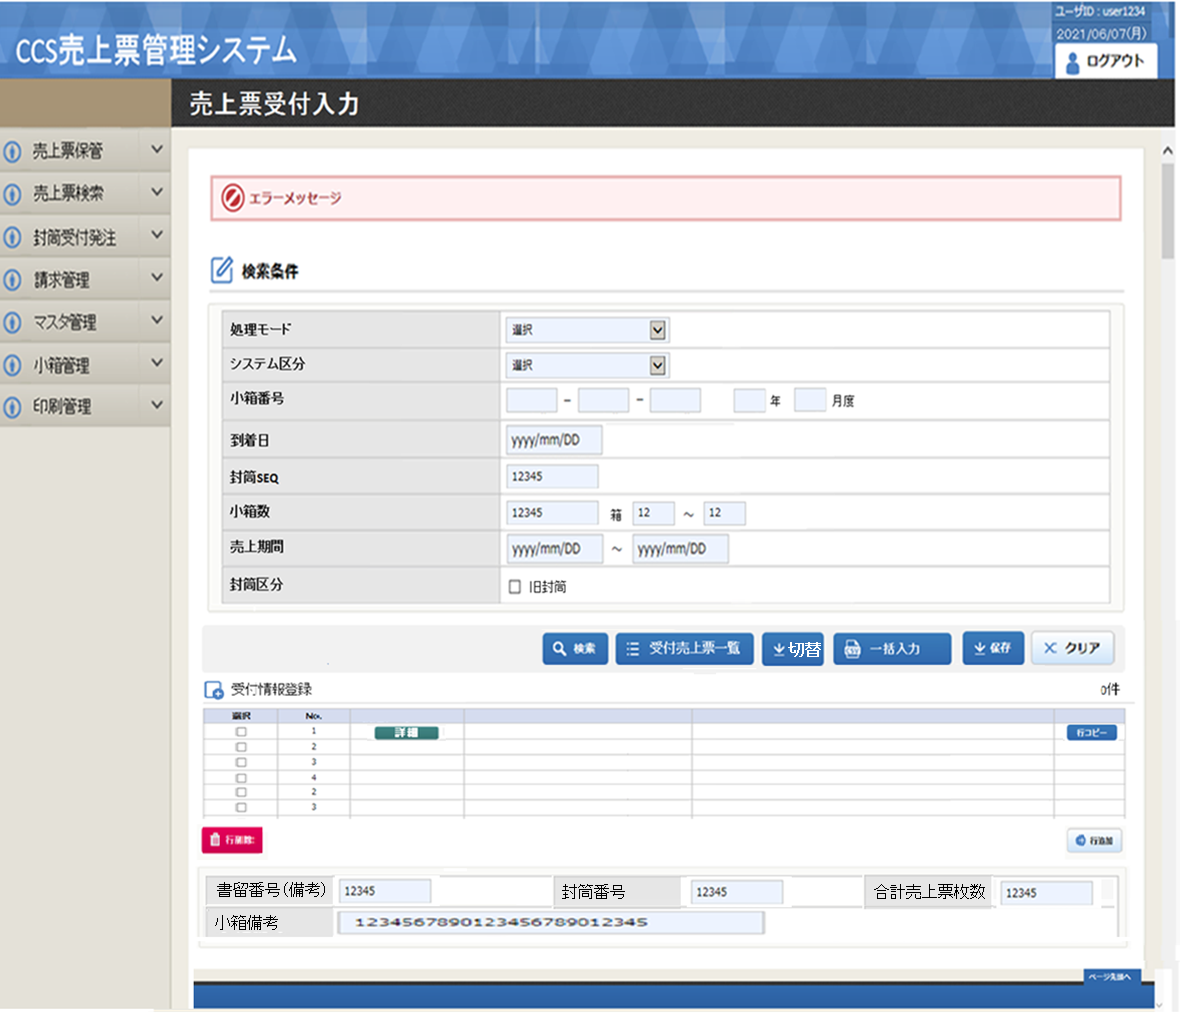 ユーザID : user1234
2021/06/07(月)
CCS売上票管理システム
ログアウト
売上票受付入力
売上票保管
売上票検索
封筒受付発注
請求管理
マスタ管理
小箱管理
印刷管理
エラーメッセージ
検索条件
処理モード 選択
システム区分 選択
小箱番号 － － 年 月度
到着日 yyyy/mm/DD
封筒SEQ 12345
小箱数 12345 箱 12 ～ 12
売上期間 yyyy/mm/DD ～ yyyy/mm/DD
封筒区分 旧封筒
検索 受付売上票一覧 切替 一括入力 保存 クリア
受付情報登録 0件
選択 No.
1 詳細 行コピー
2
3
4
2
3
行削除 行追加
書留番号(備考) 12345 封筒番号 12345 合計売上票枚数 12345
小箱備考 1234567890123456789012345
ページ先頭へ